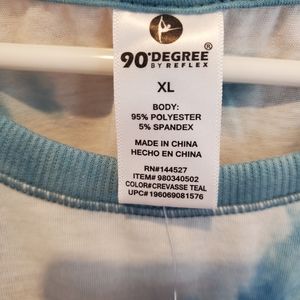 90°DEGREE®
BY REFLEX
XL
BODY:
95% POLYESTER
5% SPANDEX
MADE IN CHINA
HECHO EN CHINA
RN#144527
ITEM# 980340502
COLOR#CREVASSE TEAL
UPC# 196069081576